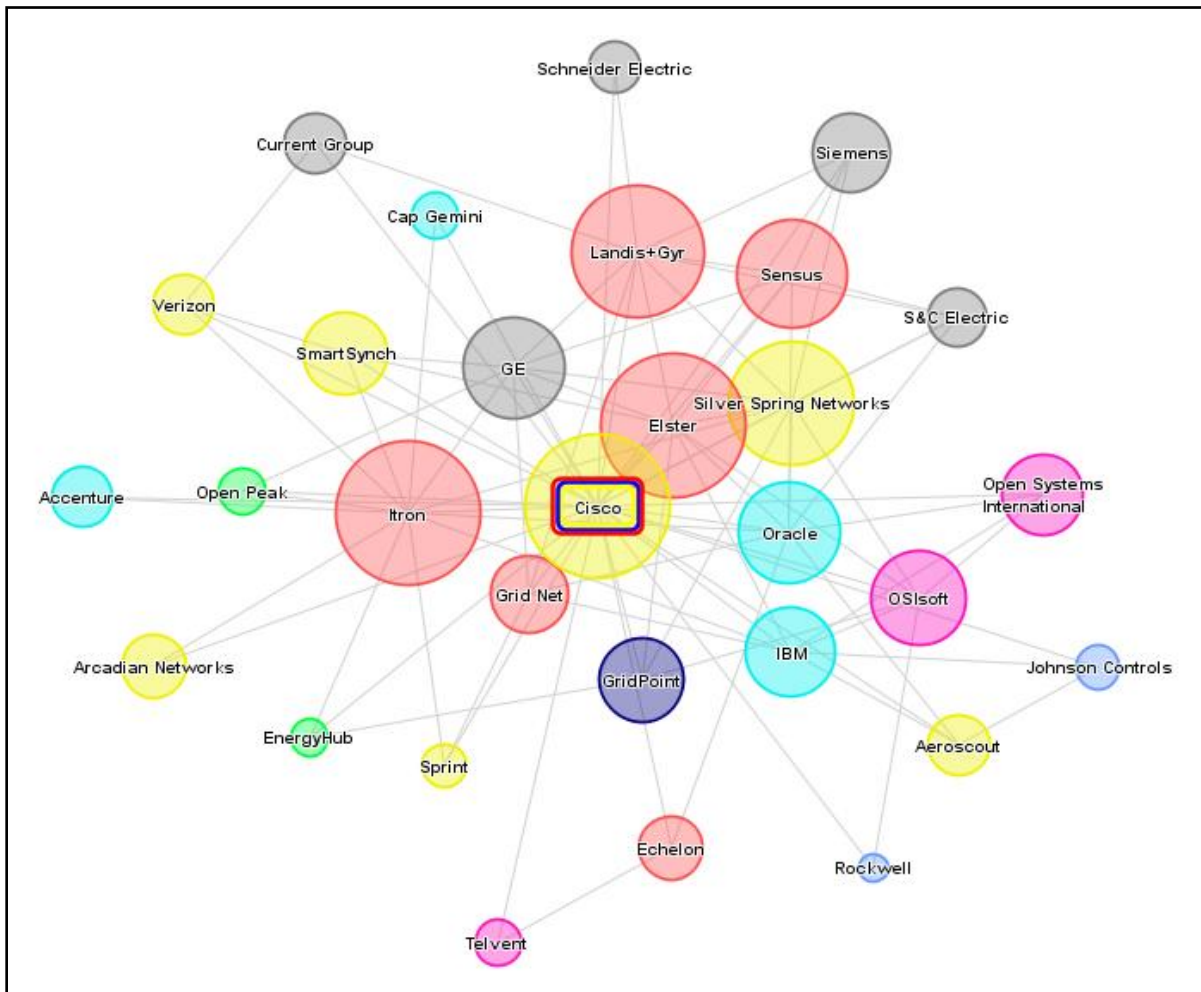 Schneider Electric
Current Group
Siemens
Cap Gemini
Landis+Gyr
Sensus
Verizon
S&C Electric
SmartSynch
GE
Silver Spring Networks
Elster
Accenture
Open Peak
Itron
Cisco
Oracle
Open Systems
International
Grid Net
OSIsoft
IBM
Arcadian Networks
GridPoint
Johnson Controls
EnergyHub
Sprint
Aeroscout
Echelon
Rockwell
Telvent